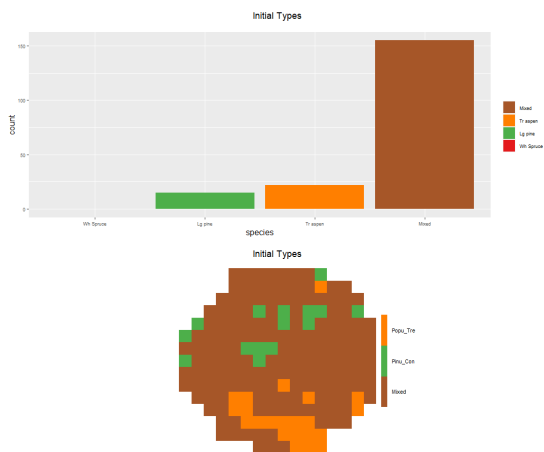 Initial Types
150
100
50
0
count
Wh Spruce
Lg pine
Tr aspen
Mixed
species
Mixed
Tr aspen
Lg pine
Wh Spruce
Initial Types
Popu_Tre
Pinu_Con
Mixed